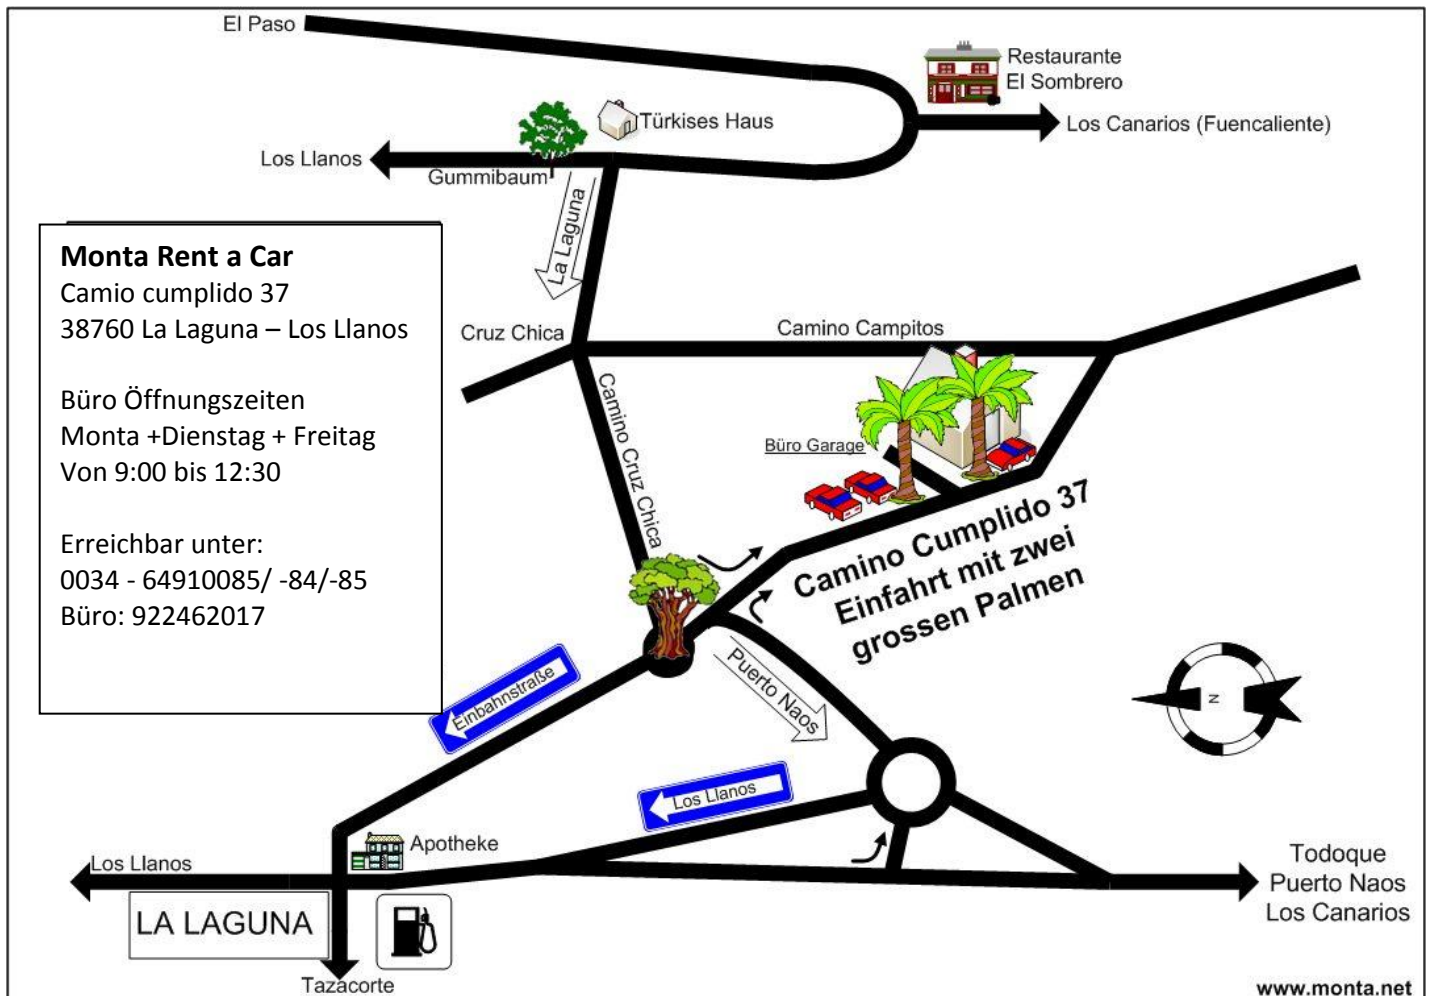 El Paso
Restaurante
El Sombrero
Türkises Haus
Los Canarios (Fuencaliente)
Los Llanos
Gummibaum
La Laguna
Monta Rent a Car
Camio cumplido 37
38760 La Laguna – Los Llanos
Büro Öffnungszeiten
Monta +Dienstag + Freitag
Von 9:00 bis 12:30
Erreichbar unter:
0034 - 64910085/ -84/-85
Büro: 922462017
Cruz Chica
Camino Campitos
Camino Cruz Chica
Büro Garage
Camino Cumplido 37
Einfahrt mit zwei
grossen Palmen
Einbahnstraße
Puerto Naos
N
Los Llanos
Apotheke
Los Llanos
LA LAGUNA
Tazacorte
Todoque
Puerto Naos
Los Canarios
www.monta.net